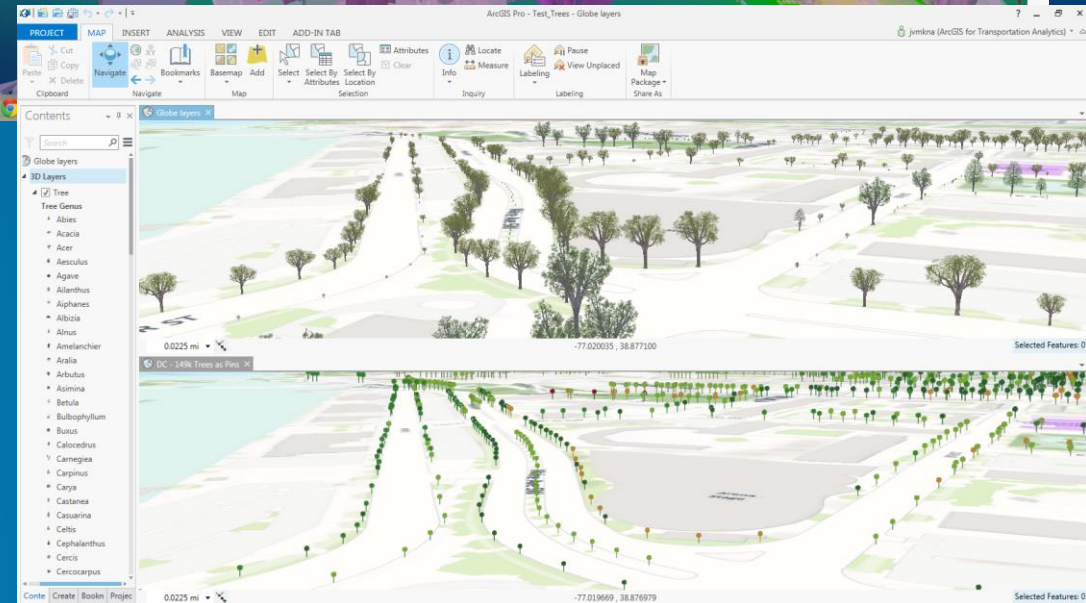 ArcGIS Pro - Test_Trees - Globe layers
jvmkna (ArcGIS for Transportation Analytics)
PROJECT MAP INSERT ANALYSIS VIEW EDIT ADD-IN TAB
Paste
Cut
Copy
Delete
Clipboard
Navigate
Bookmarks
Navigate
Basemap
Add
Map
Select
Select By Attributes
Select By Location
Attributes
Clear
Selection
Info
Locate
Measure
Inquiry
Labeling
Pause
View Unplaced
Labeling
Map Package
Share As
Contents
Search
Globe layers
3D Layers
Tree
Tree Genus
Abies
Acacia
Acer
Aesculus
Agave
Ailanthus
Aiphanes
Albizia
Alnus
Amelanchier
Aralia
Arbutus
Asimina
Betula
Bulbophyllum
Buxus
Calocedrus
Carnegiea
Carpinus
Carya
Castanea
Casuarina
Celtis
Cephalanthus
Cercis
Cercocarpus
Conte Create Bookn Projec
Globe layers
R ST
0.0225 mi
-77.020035 , 38.877100
Selected Features: 0
DC - 149k Trees as Pins
0.0225 mi
-77.019669 , 38.876979
Selected Features: 0